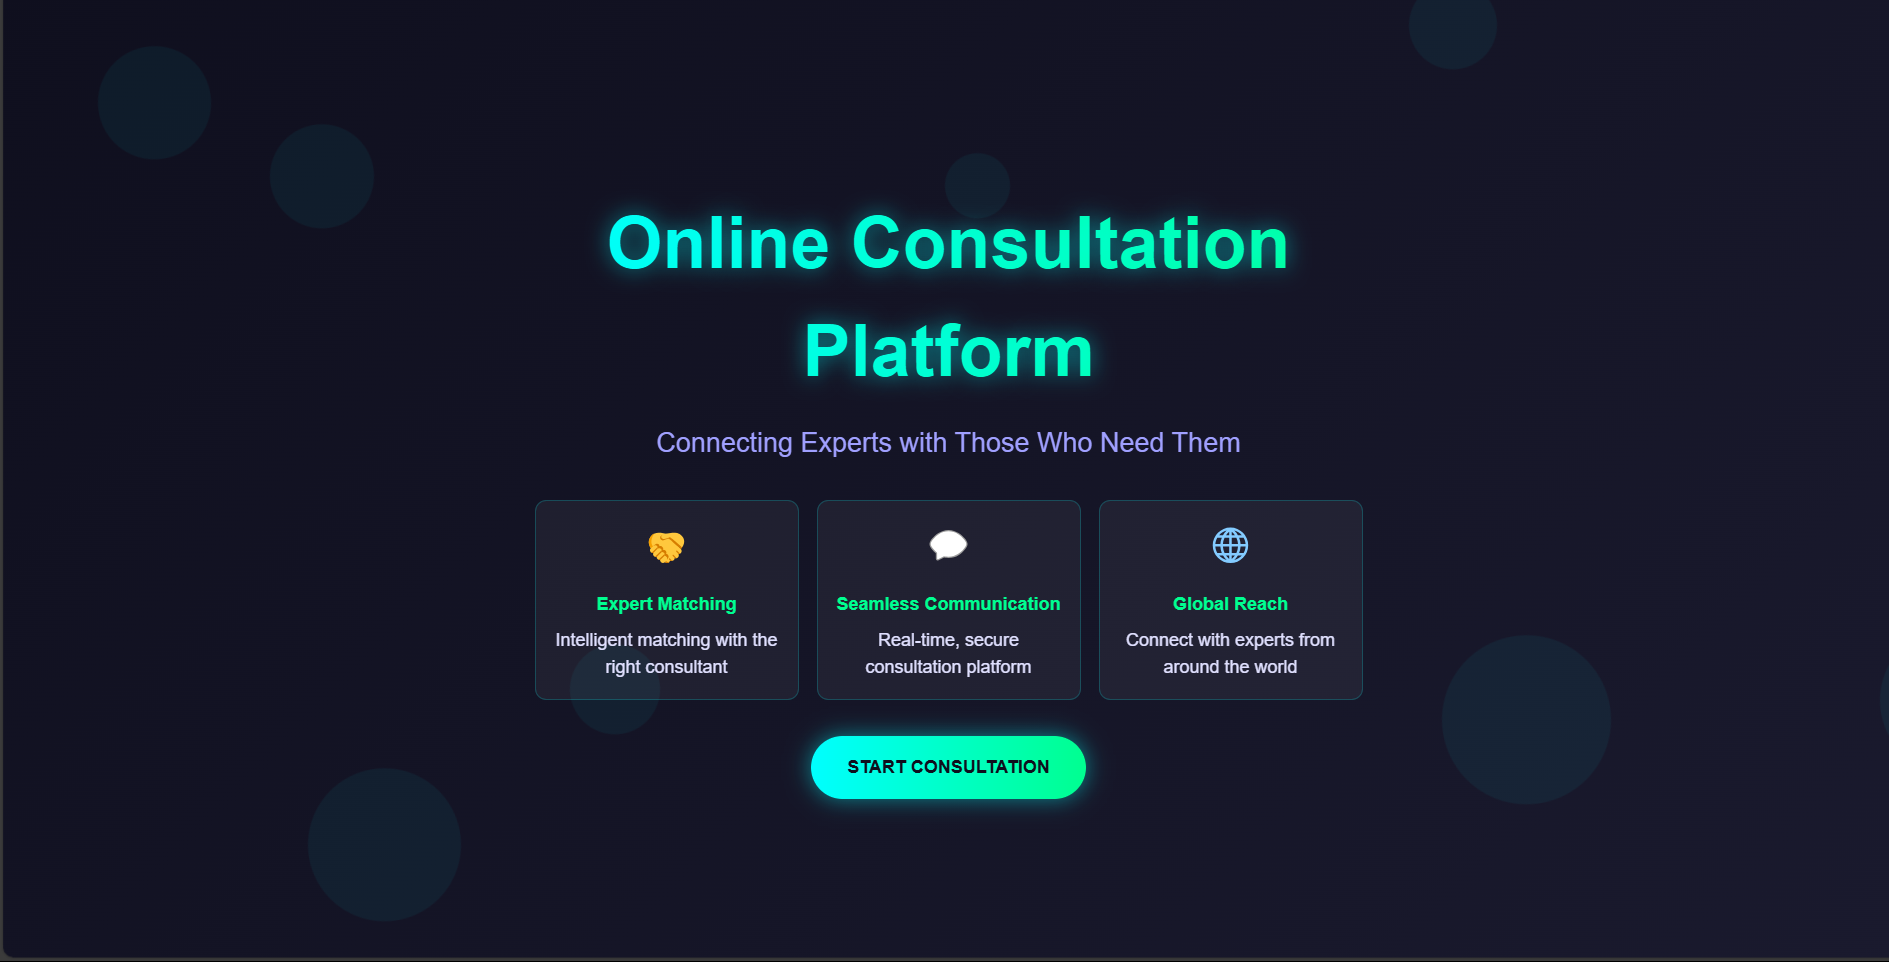 Online Consultation
Platform
Connecting Experts with Those Who Need Them
Expert Matching
Intelligent matching with the
right consultant
Seamless Communication
Real-time, secure
consultation platform
Global Reach
Connect with experts from
around the world
START CONSULTATION